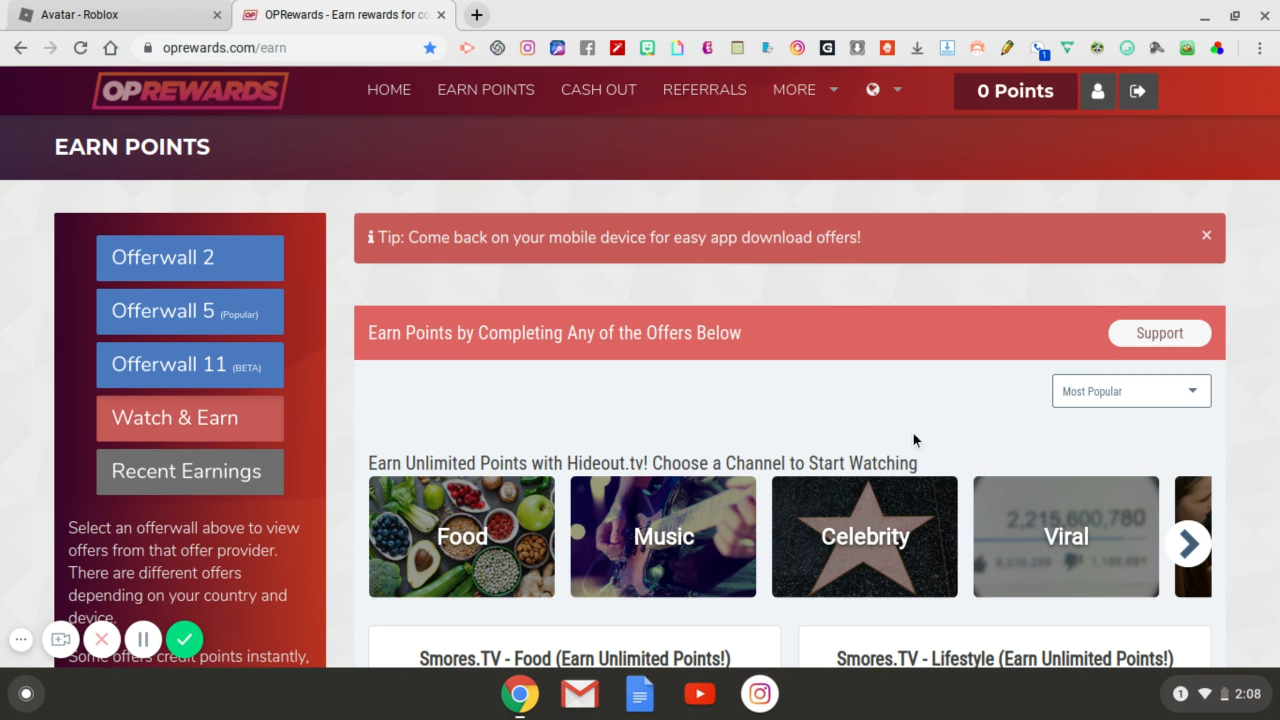 Avatar - Roblox
OPRewards - Earn rewards for co
oprewards.com/earn
1
OPREWARDS
HOME
EARN POINTS
CASH OUT
REFERRALS
MORE
0 Points
EARN POINTS
Offerwall 2
Offerwall 5 (Popular)
Offerwall 11 (BETA)
Watch & Earn
Recent Earnings
Select an offerwall above to view
offers from that offer provider.
There are different offers
depending on your country and
device.
Some offers credit points instantly,
Tip: Come back on your mobile device for easy app download offers!
Earn Points by Completing Any of the Offers Below
Support
Most Popular
Earn Unlimited Points with Hideout.tv! Choose a Channel to Start Watching
Food
Music
Celebrity
2,215,600,780
Viral
Smores.TV - Food (Earn Unlimited Points!)
Smores.TV - Lifestyle (Earn Unlimited Points!)
1
2:08